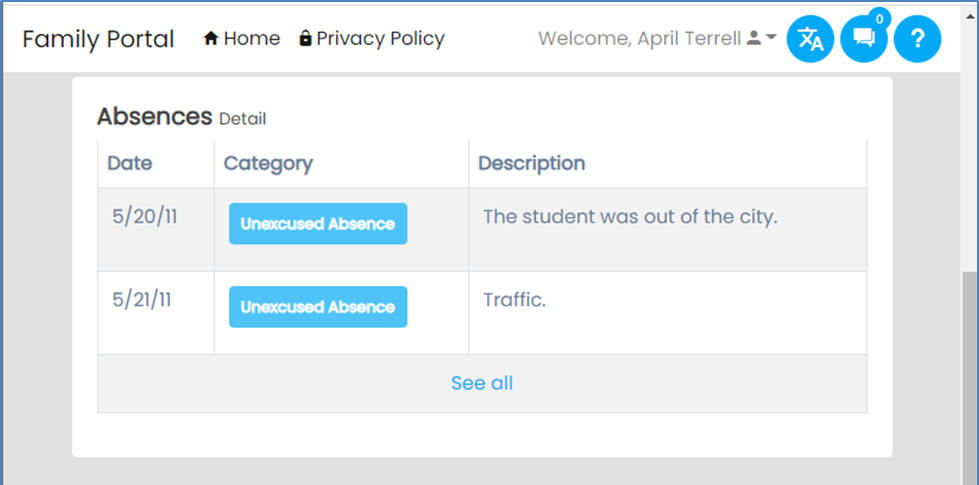 Family Portal Home Privacy Policy Welcome, April Terrell 0 ?
Absences Detail
Date Category Description
5/20/11 Unexcused Absence The student was out of the city.
5/21/11 Unexcused Absence Traffic.
See all